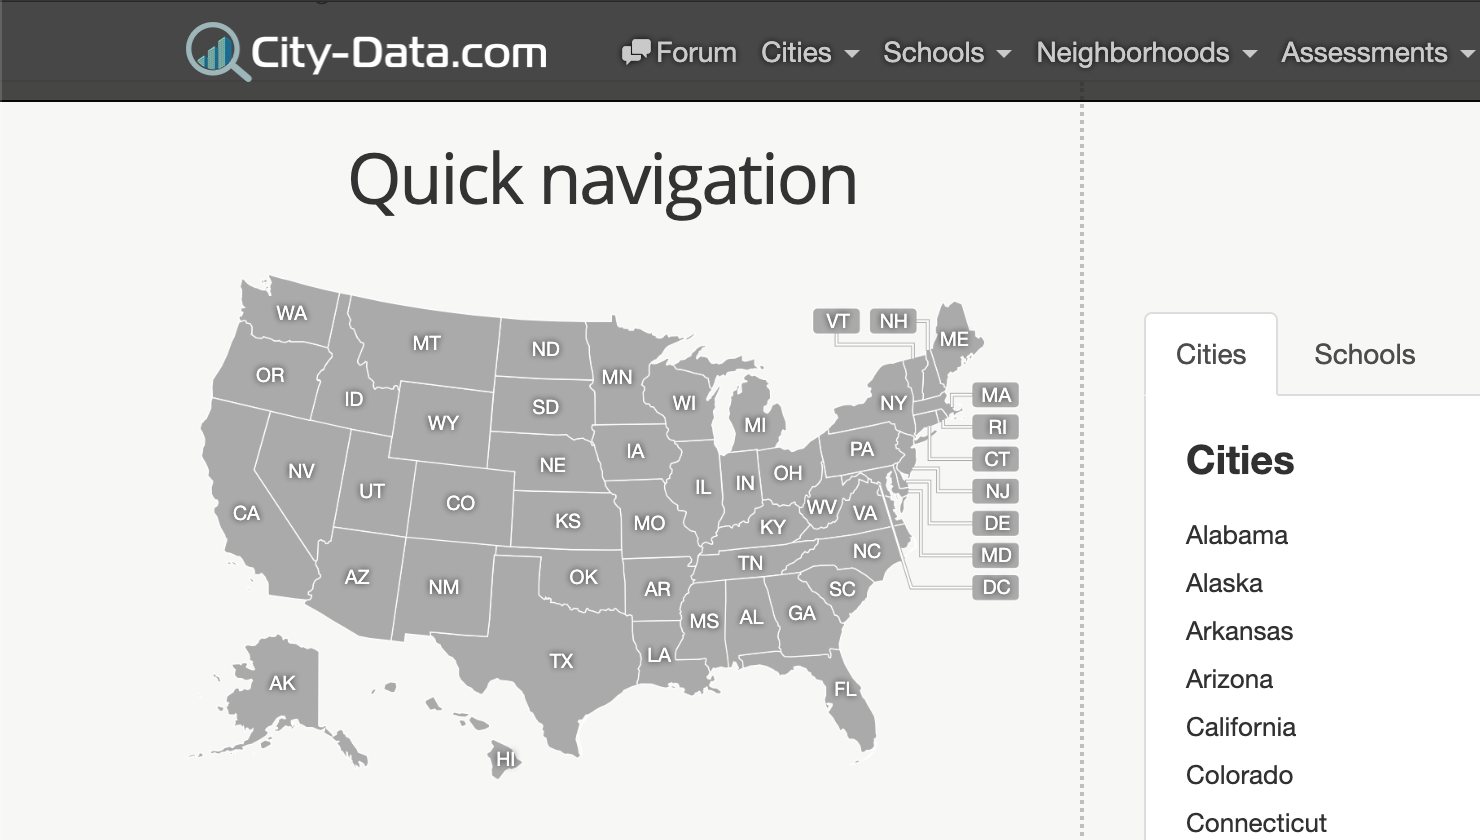 City-Data.com Forum Cities Schools Neighborhoods Assessments
Quick navigation
WA
MT
ND
MN
OR
ID
WY
SD
WI
MI
VT NH
ME
NY
MA
RI
CT
NJ
DE
MD
DC
NV
UT
CO
NE
IA
IL
IN
OH
PA
CA
AZ
NM
KS
MO
KY
WV
VA
OK
AR
TN
NC
SC
TX
LA
MS
AL
GA
FL
AK
HI
Cities Schools
Cities
Alabama
Alaska
Arkansas
Arizona
California
Colorado
Connecticut